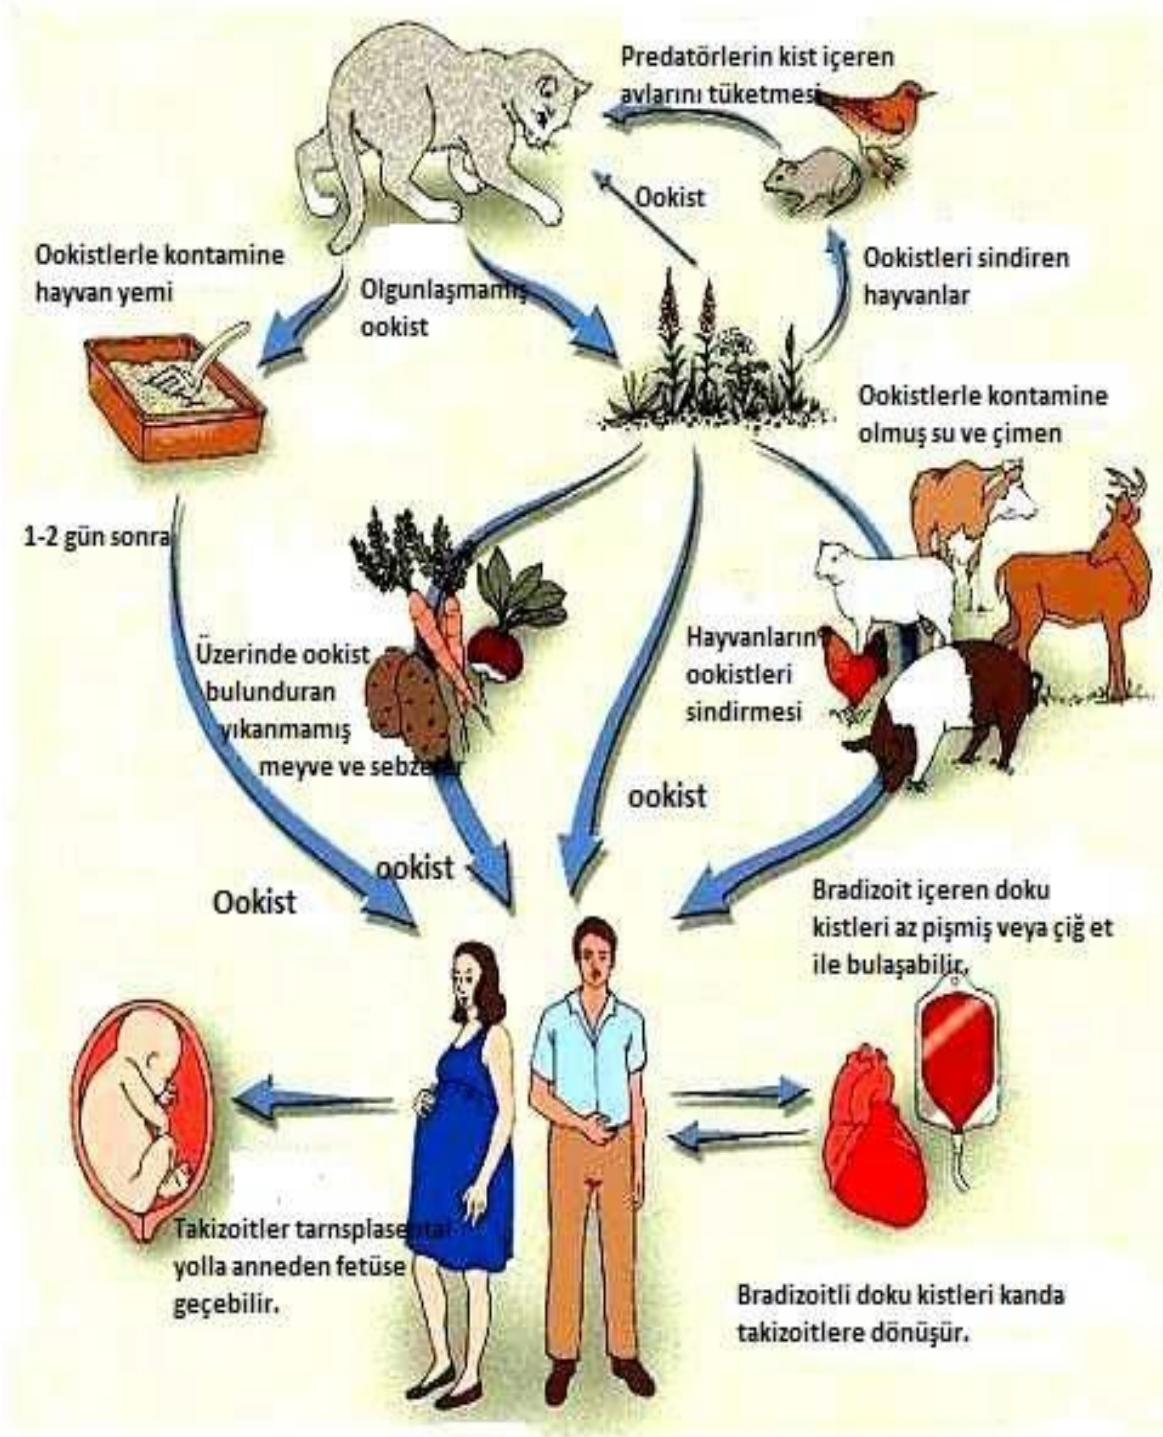 Predatörlerin kist içeren
avlarını tüketmesi
Ookist
Ookistlerle kontamine
hayvan yemi
Olgunlaşmamış
ookist
Ookistleri sindiren
hayvanlar
Ookistlerle kontamine
olmuş su ve çimen
1-2 gün sonra
Üzerinde ookist
bulunduran
yıkanmamış
meyve ve sebzeler
Hayvanların
ookistleri
sindirmesi
ookist
ookist
Ookist
Bradizoit içeren doku
kistleri az pişmiş veya çiğ et
ile bulaşabilir.
Takizoitler tarnsplasental
yolla anneden fetüse
geçebilir.
Bradizoitli doku kistleri kanda
takizoitlere dönüşür.